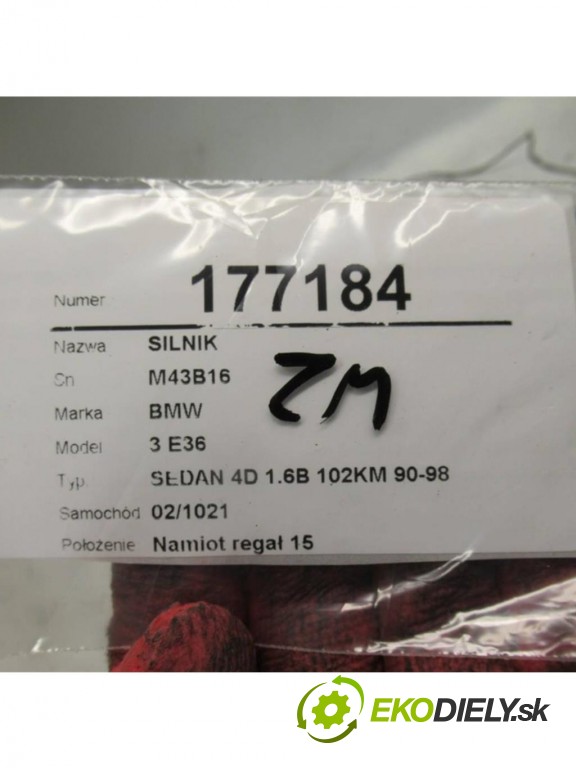 Numer 177184
Nazwa SILNIK
Sn M43B16
Marka BMW
Model 3 E36
Typ SEDAN 4D 1.6B 102KM 90-98
Samochód 02/1021
Położenie Namiot regał 15
ZM
EKODIELY.sk